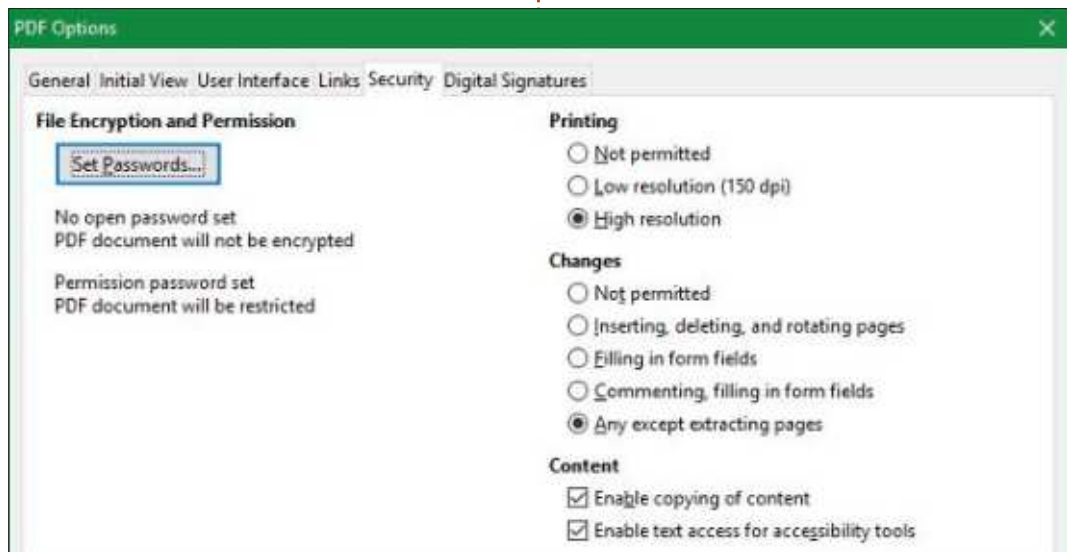 PDF Options
General Initial View User Interface Links Security Digital Signatures
File Encryption and Permission
Set Passwords...
No open password set
PDF document will not be encrypted
Permission password set
PDF document will be restricted
Printing
Not permitted
Low resolution (150 dpi)
High resolution
Changes
Not permitted
Inserting, deleting, and rotating pages
Filling in form fields
Commenting, filling in form fields
Any except extracting pages
Content
Enable copying of content
Enable text access for accessibility tools